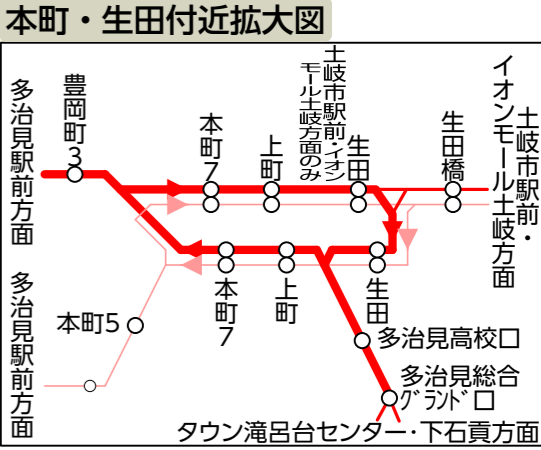 本町・生田付近拡大図
多治見駅前方面
豊岡町3
本町7
上町
土岐市駅前・イオン
モール土岐方面のみ
生田
生田橋
土岐市駅前・
イオンモール土岐方面
多治見駅前方面
本町5
本町7
上町
生田
多治見高校口
多治見総合
グランド口
タウン滝呂台センター・下石貢方面